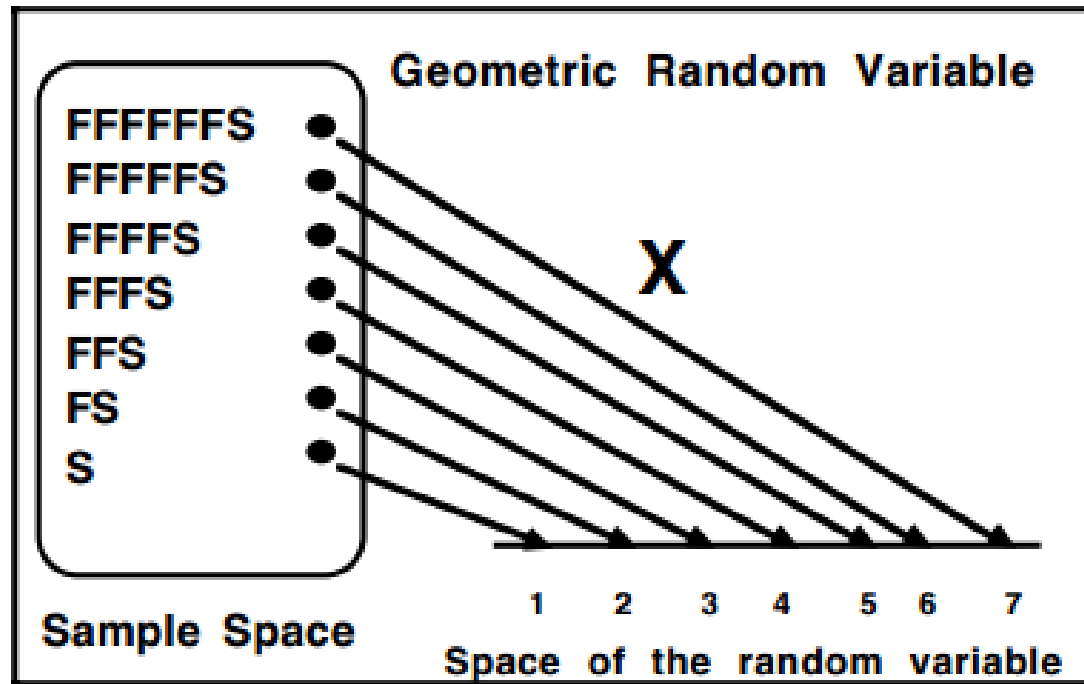 Geometric Random Variable
FFFFFFS
FFFFFS
FFFFS
FFFS
FFS
FS
S
X
1 2 3 4 5 6 7
Sample Space
Space of the random variable